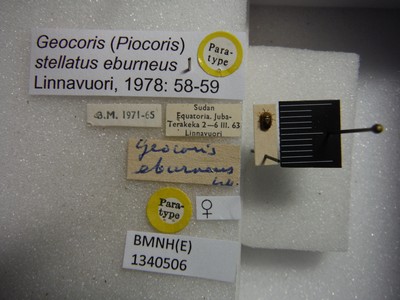 Geocoris (Piocoris)
stellatus eburneus
Linnavuori, 1978: 58-59
Para-
type
B.M. 1971-65
Sudan
Equatoria. Juba-
Terakeka 2–6 III. 63
Linnavuori
Geocoris
eburneus
Para-
type
♀
BMNH(E)
1340506